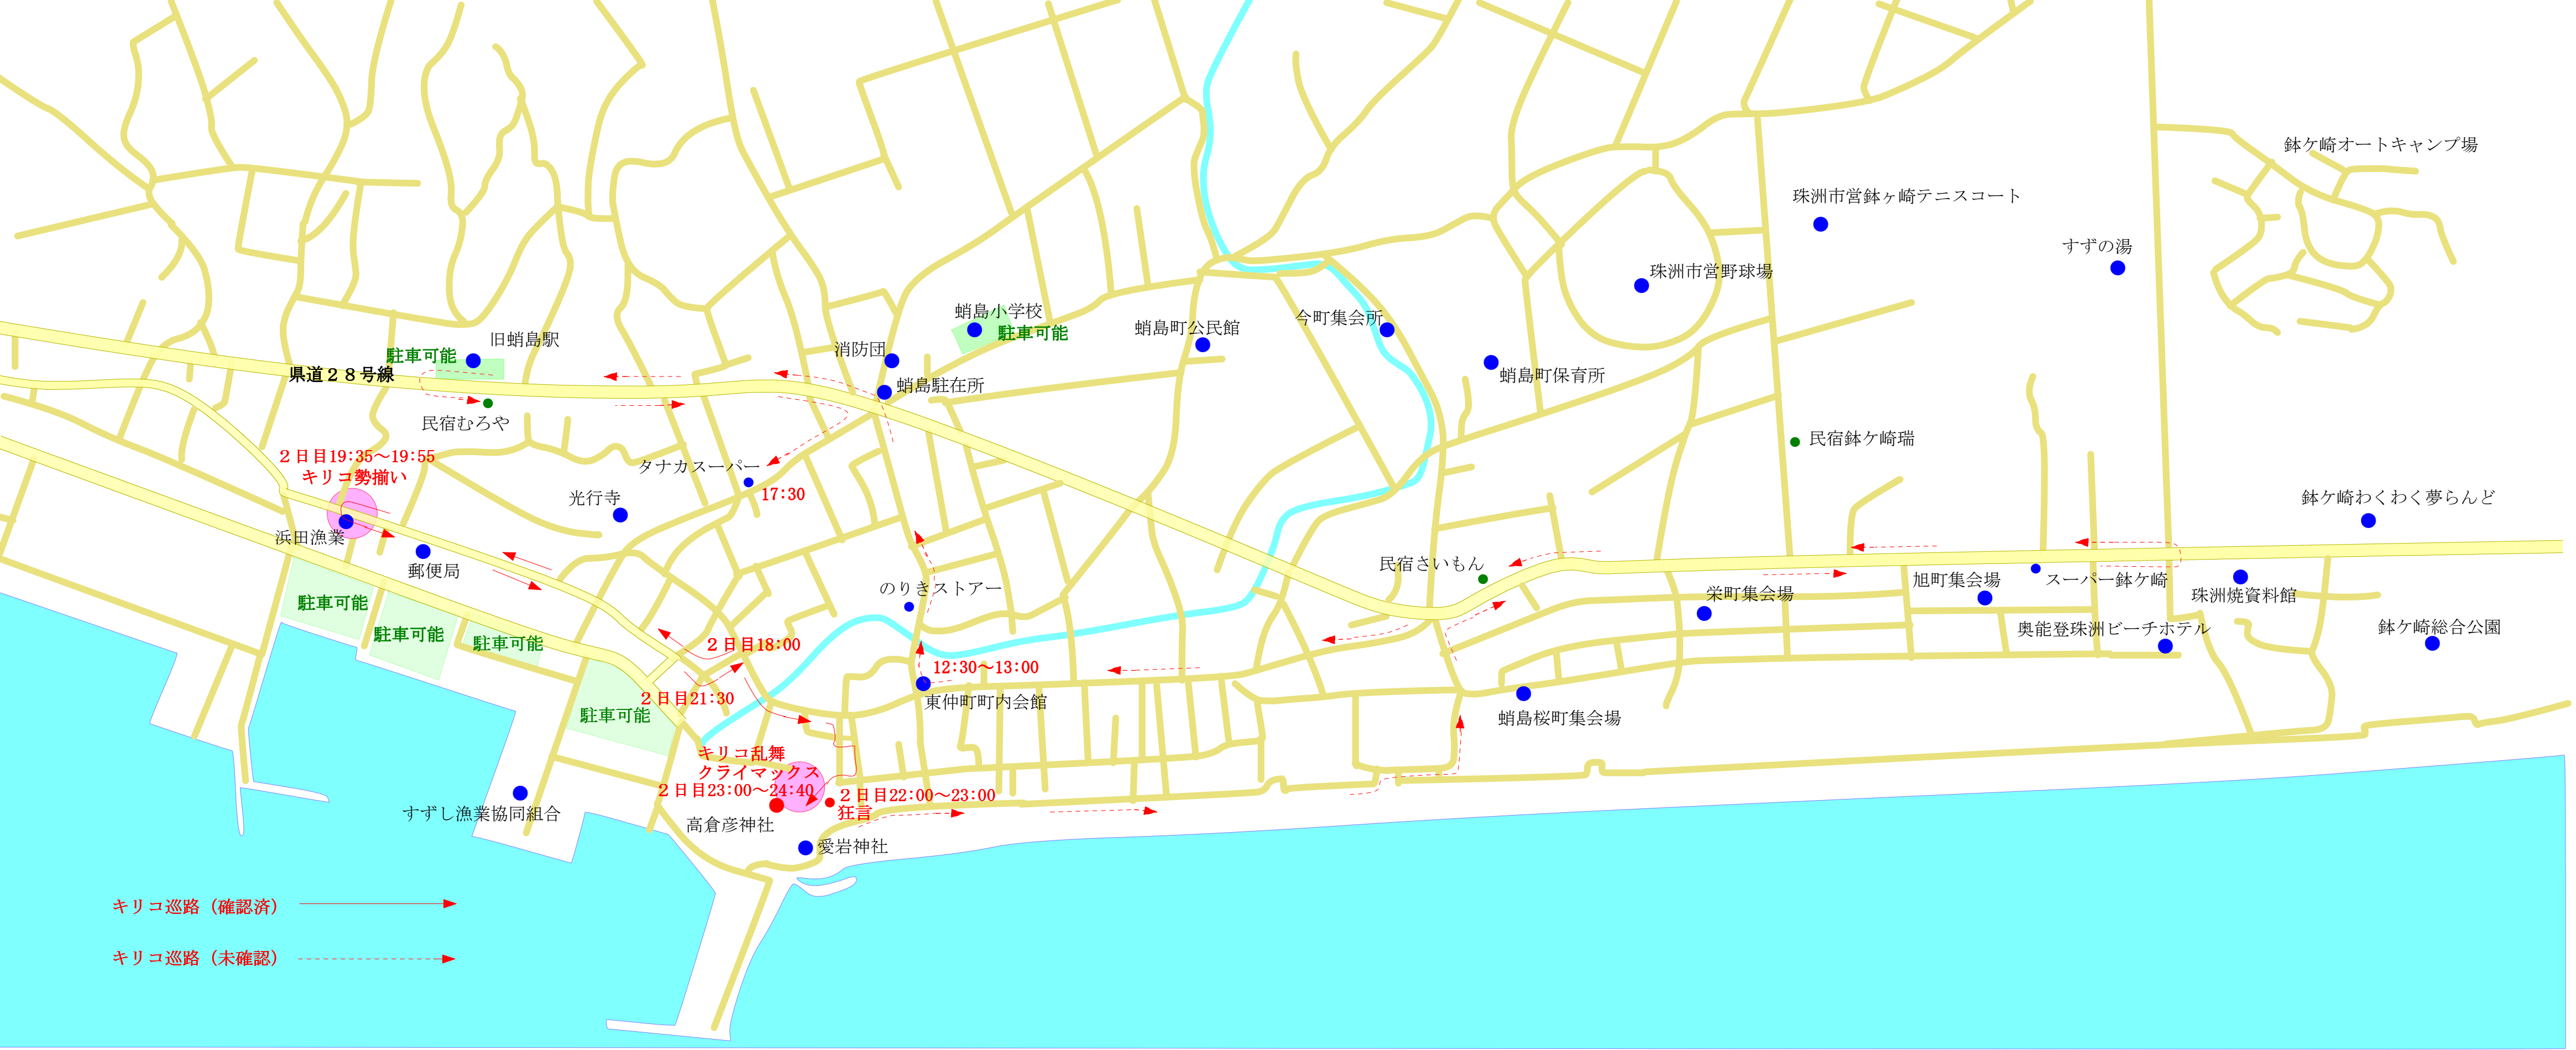 鉢ケ崎オートキャンプ場
珠洲市営鉢ヶ崎テニスコート
すずの湯
珠洲市営野球場
蛸島小学校
駐車可能
今町集会所
蛸島町公民館
旧蛸島駅
駐車可能
消防団
県道２８号線
蛸島駐在所
蛸島町保育所
民宿むろや
民宿鉢ケ崎瑞
２日目19:35～19:55
キリコ勢揃い
タナカスーパー
17:30
光行寺
鉢ケ崎わくわく夢らんど
浜田漁業
郵便局
民宿さいもん
のりきストアー
旭町集会場
スーパー鉢ケ崎
栄町集会場
珠洲焼資料館
駐車可能
駐車可能
駐車可能
奥能登珠洲ビーチホテル
鉢ケ崎総合公園
２日目18:00
12:30～13:00
２日目21:30
東仲町町内会館
駐車可能
蛸島桜町集会場
キリコ乱舞
クライマックス
２日目23:00～24:40
２日目22:00～23:00
狂言
すずし漁業協同組合
高倉彦神社
愛岩神社
キリコ巡路（確認済）
キリコ巡路（未確認）